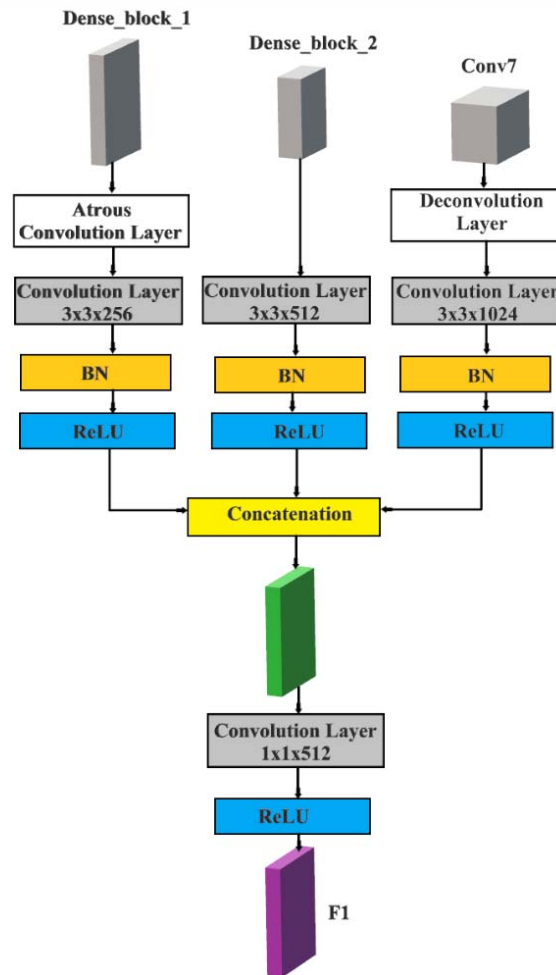 Dense_block_1
Dense_block_2
Conv7
Atrous
Convolution Layer
Deconvolution
Layer
Convolution Layer
3x3x256
Convolution Layer
3x3x512
Convolution Layer
3x3x1024
BN
BN
BN
ReLU
ReLU
ReLU
Concatenation
Convolution Layer
1x1x512
ReLU
F1